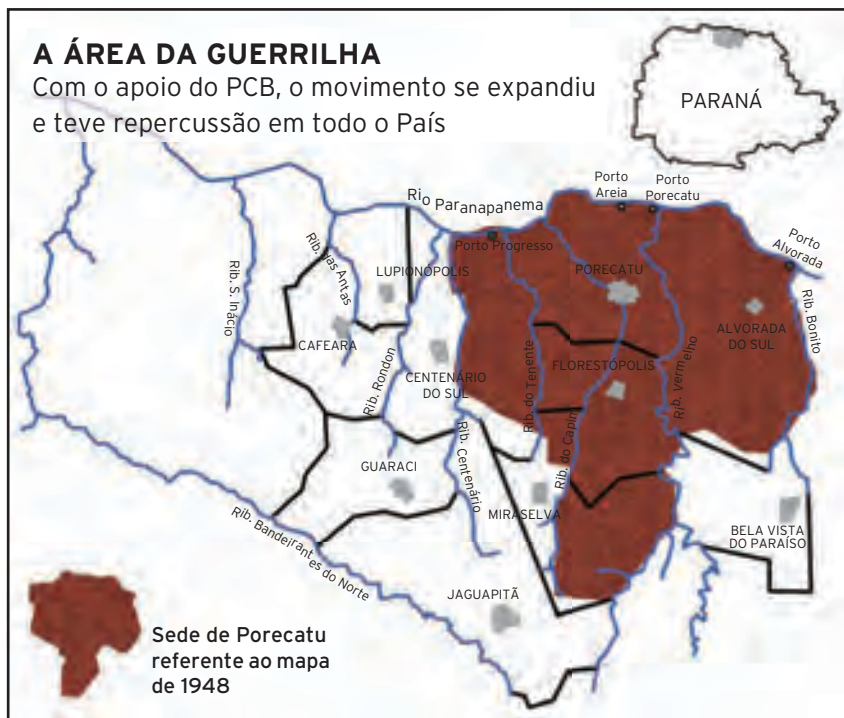 A ÁREA DA GUERRILHA
Com o apoio do PCB, o movimento se expandiu
e teve repercussão em todo o País
PARANÁ
Porto
Areia
Porto
Porecatu
Rio Paranapanema
Porto Progresso
Porto
Alvorada
Rib. S. Inácio
Rib. das Antas
LUPIONÓPOLIS
PORECATU
Rib. Bonito
CAFEARA
Rib. Rondon
CENTENÁRIO
DO SUL
Rib. do Tenente
FLORESTÓPOLIS
Rib. Vermelho
ALVORADA
DO SUL
GUARACI
Rib. Centenário
MIRASELVA
Rib. do Capim
BELA VISTA
DO PARAÍSO
Rib. Bandeirantes do Norte
JAGUAPITÃ
Sede de Porecatu
referente ao mapa
de 1948